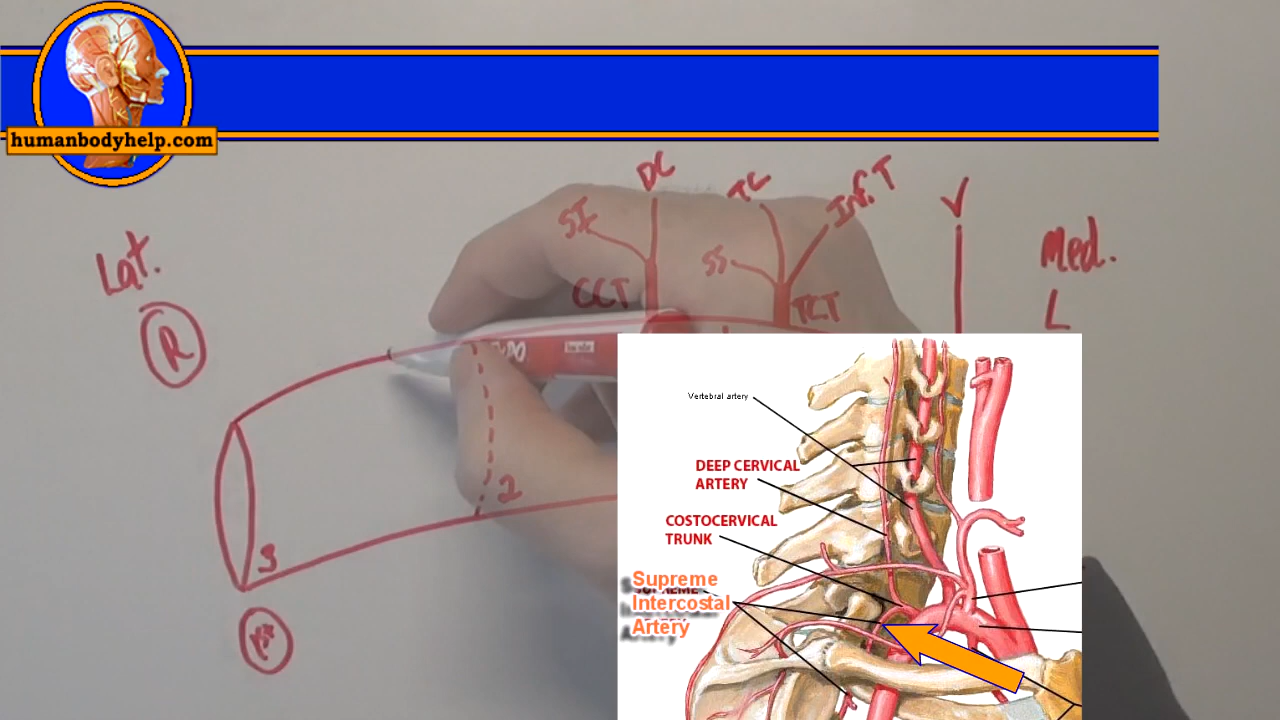 humanbodyhelp.com
DC
TC
Inf.T
SI
SS
V
Lat.
Med.
CCT
TCT
L
R
EXPO
2
3
Vertebral artery
DEEP CERVICAL
ARTERY
COSTOCERVICAL
TRUNK
Supreme
Intercostal
Artery